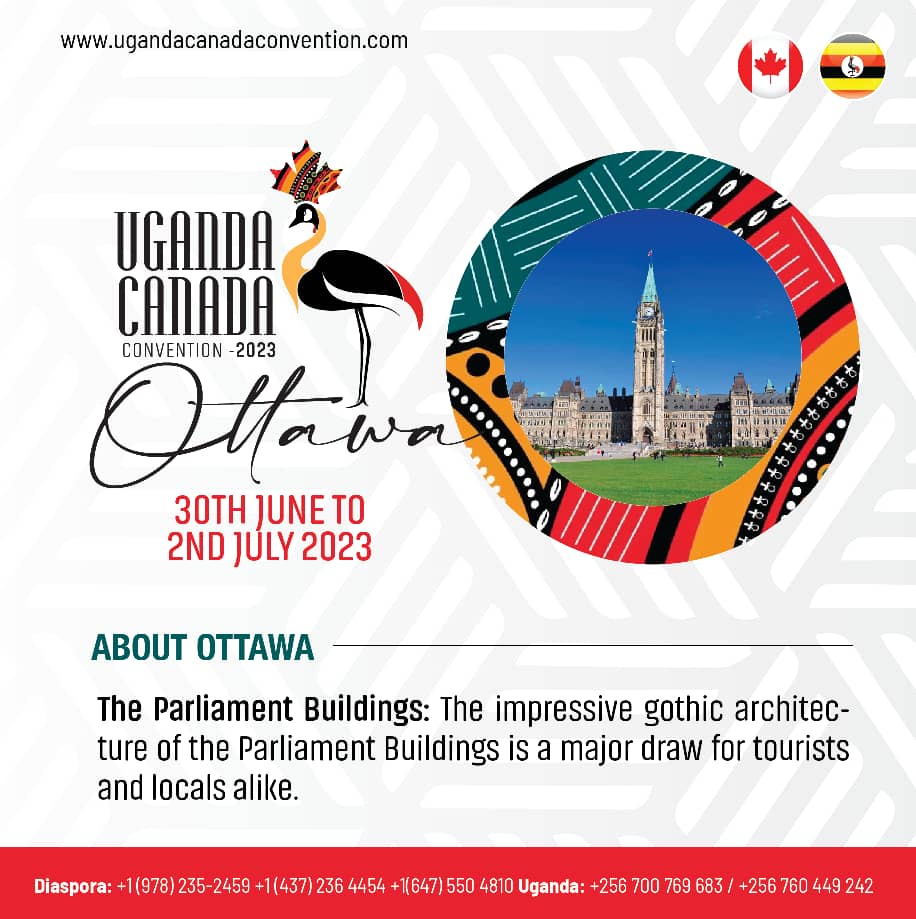 www.ugandacanadaconvention.com
UGANDA
CANADA
CONVENTION -2023
Ottawa
30TH JUNE TO
2ND JULY 2023
ABOUT OTTAWA
The Parliament Buildings: The impressive gothic architec-
ture of the Parliament Buildings is a major draw for tourists
and locals alike.
Diaspora: +1 (978) 235-2459 +1 (437) 236 4454 +1(647) 550 4810 Uganda: +256 700 769 683 / +256 760 449 242